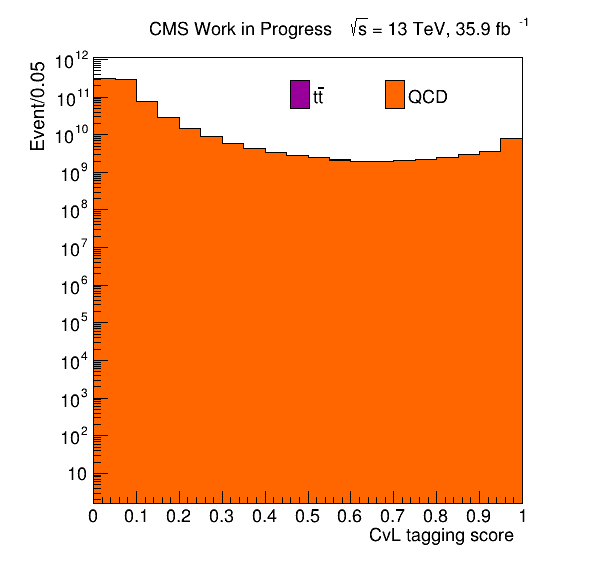 CMS Work in Progress √s = 13 TeV, 35.9 fb⁻¹
Event/0.05
10¹²
10¹¹
10¹⁰
10⁹
10⁸
10⁷
10⁶
10⁵
10⁴
10³
10²
10
tt̄ QCD
0 0.1 0.2 0.3 0.4 0.5 0.6 0.7 0.8 0.9 1
CvL tagging score